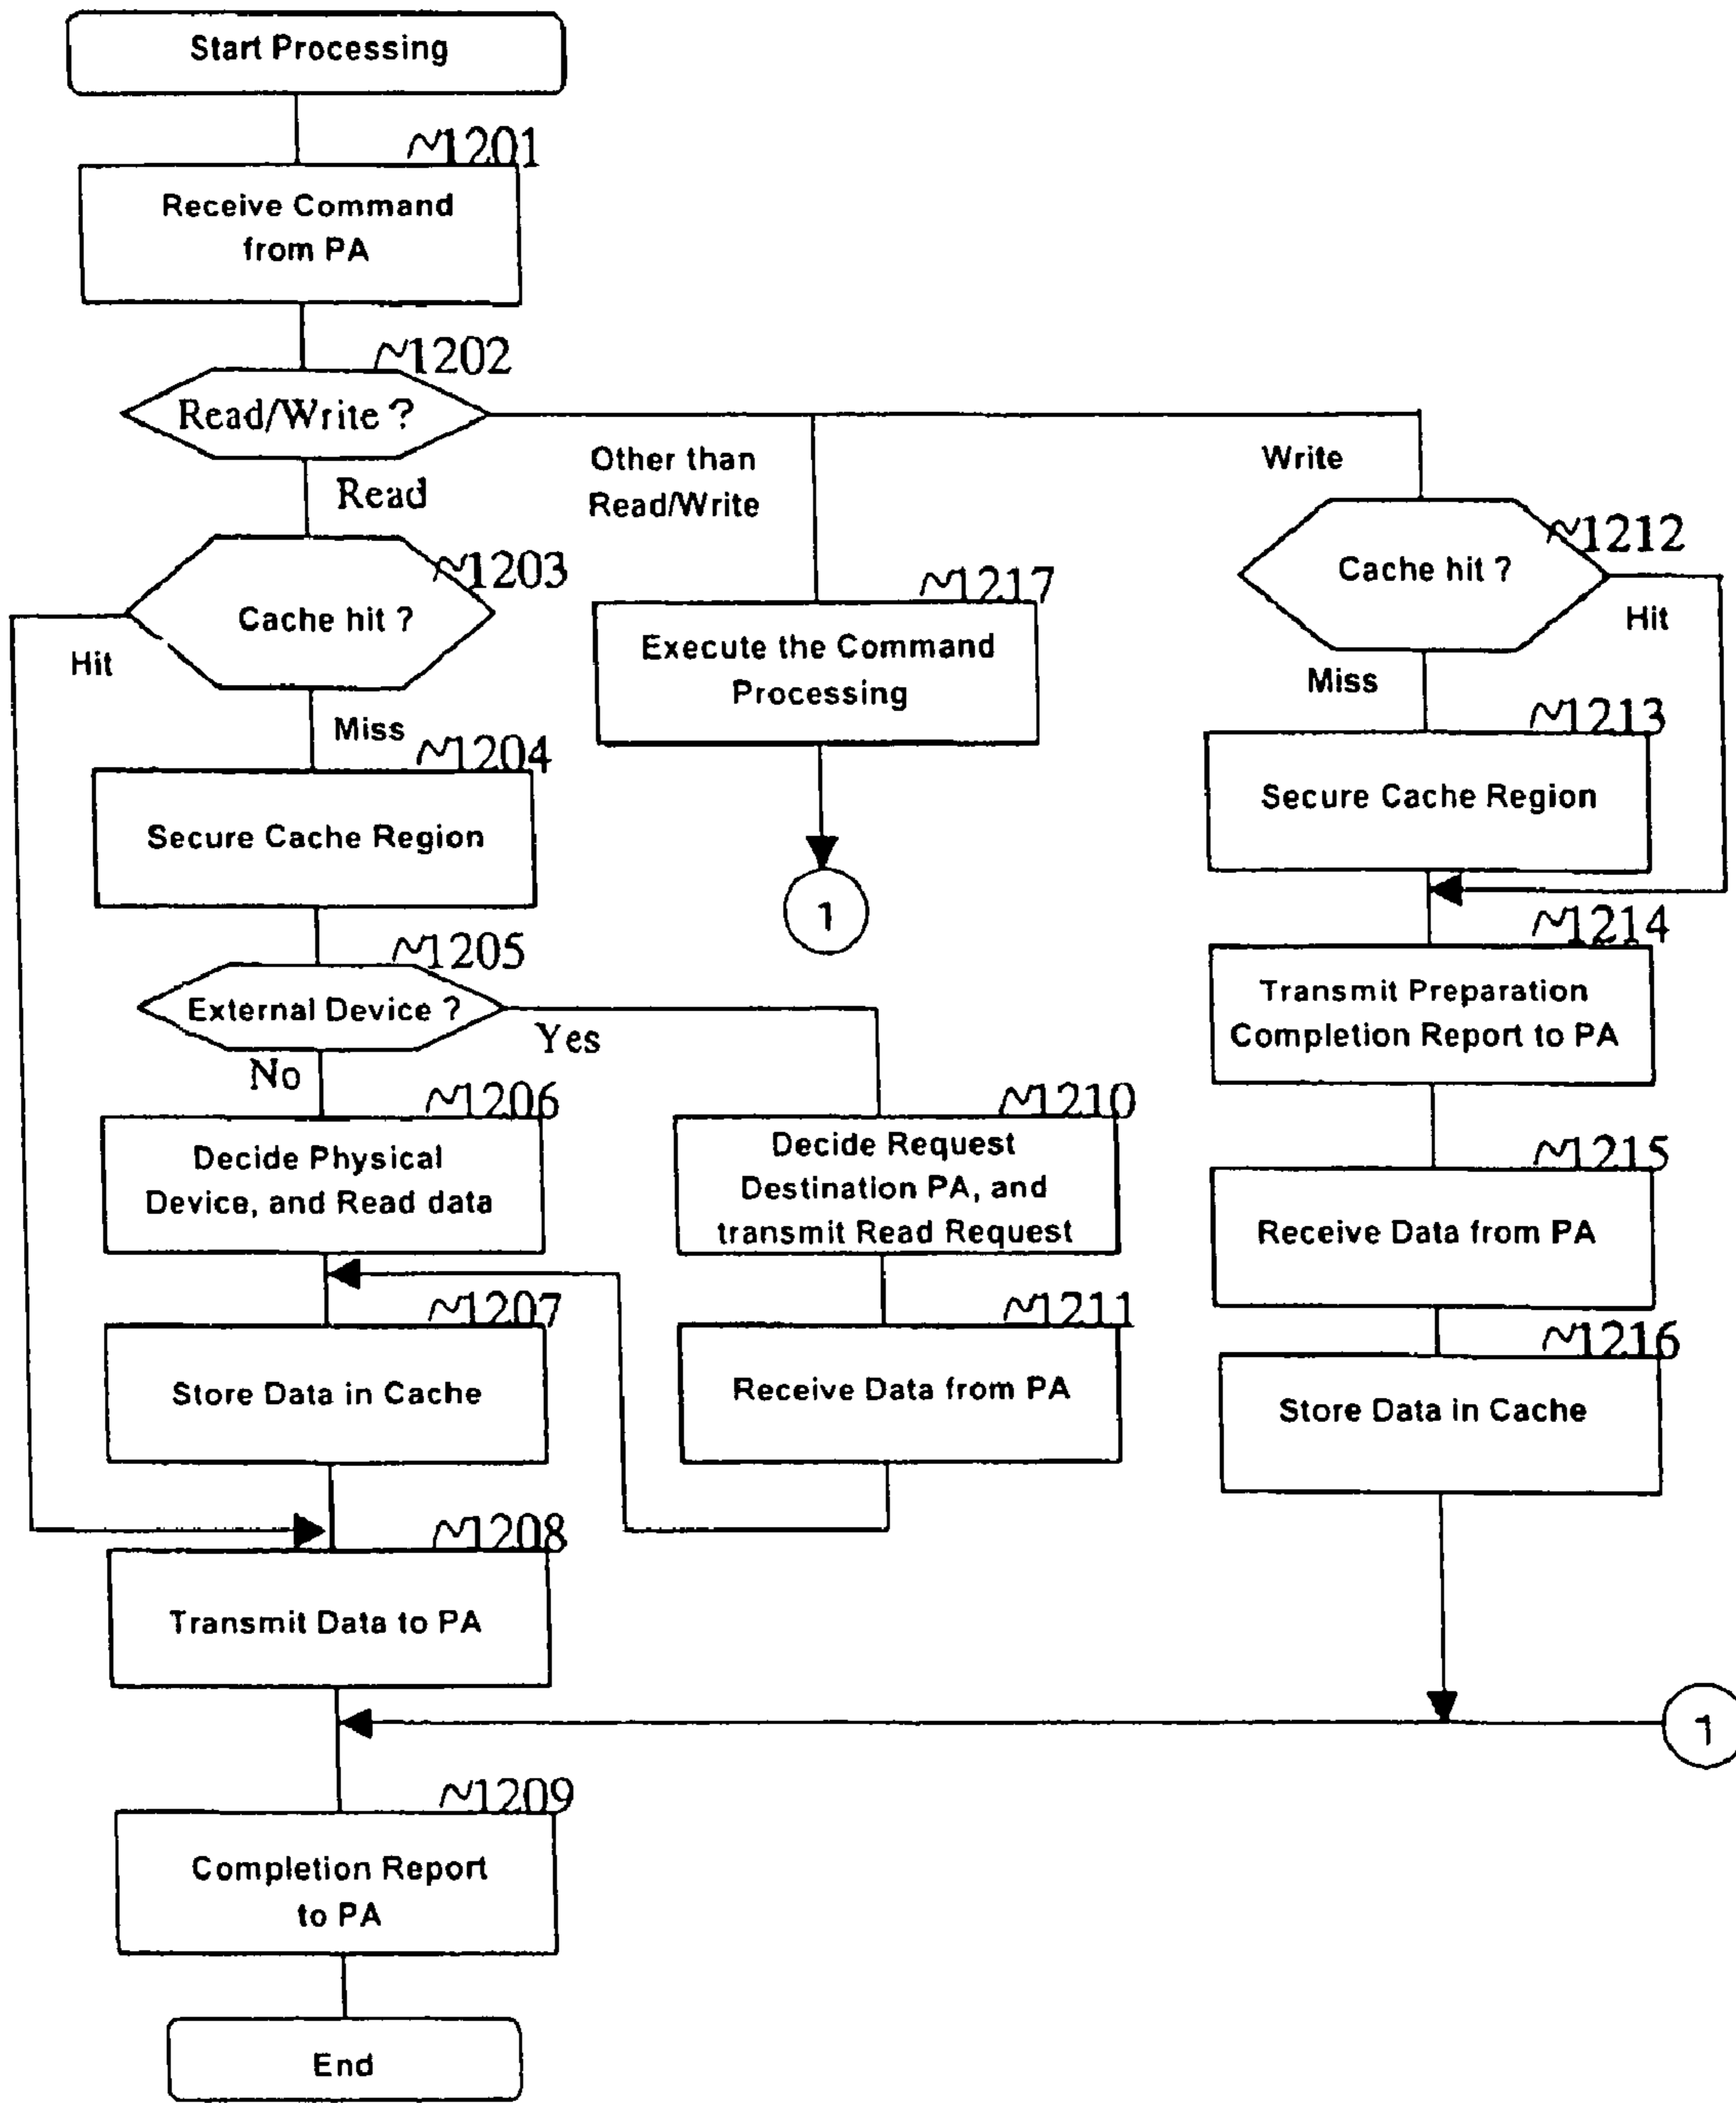 Start Processing
1201
Receive Command
from PA
1202
Read/Write ?
Read
Other than
Read/Write
Write
1203
Cache hit ?
Hit
Miss
1217
Execute the Command
Processing
1
1212
Cache hit ?
Hit
Miss
1204
Secure Cache Region
1213
Secure Cache Region
1205
External Device ?
Yes
No
1214
Transmit Preparation
Completion Report to PA
1206
Decide Physical
Device, and Read data
1210
Decide Request
Destination PA, and
transmit Read Request
1215
Receive Data from PA
1207
Store Data in Cache
1211
Receive Data from PA
1216
Store Data in Cache
1208
Transmit Data to PA
1
1209
Completion Report
to PA
End